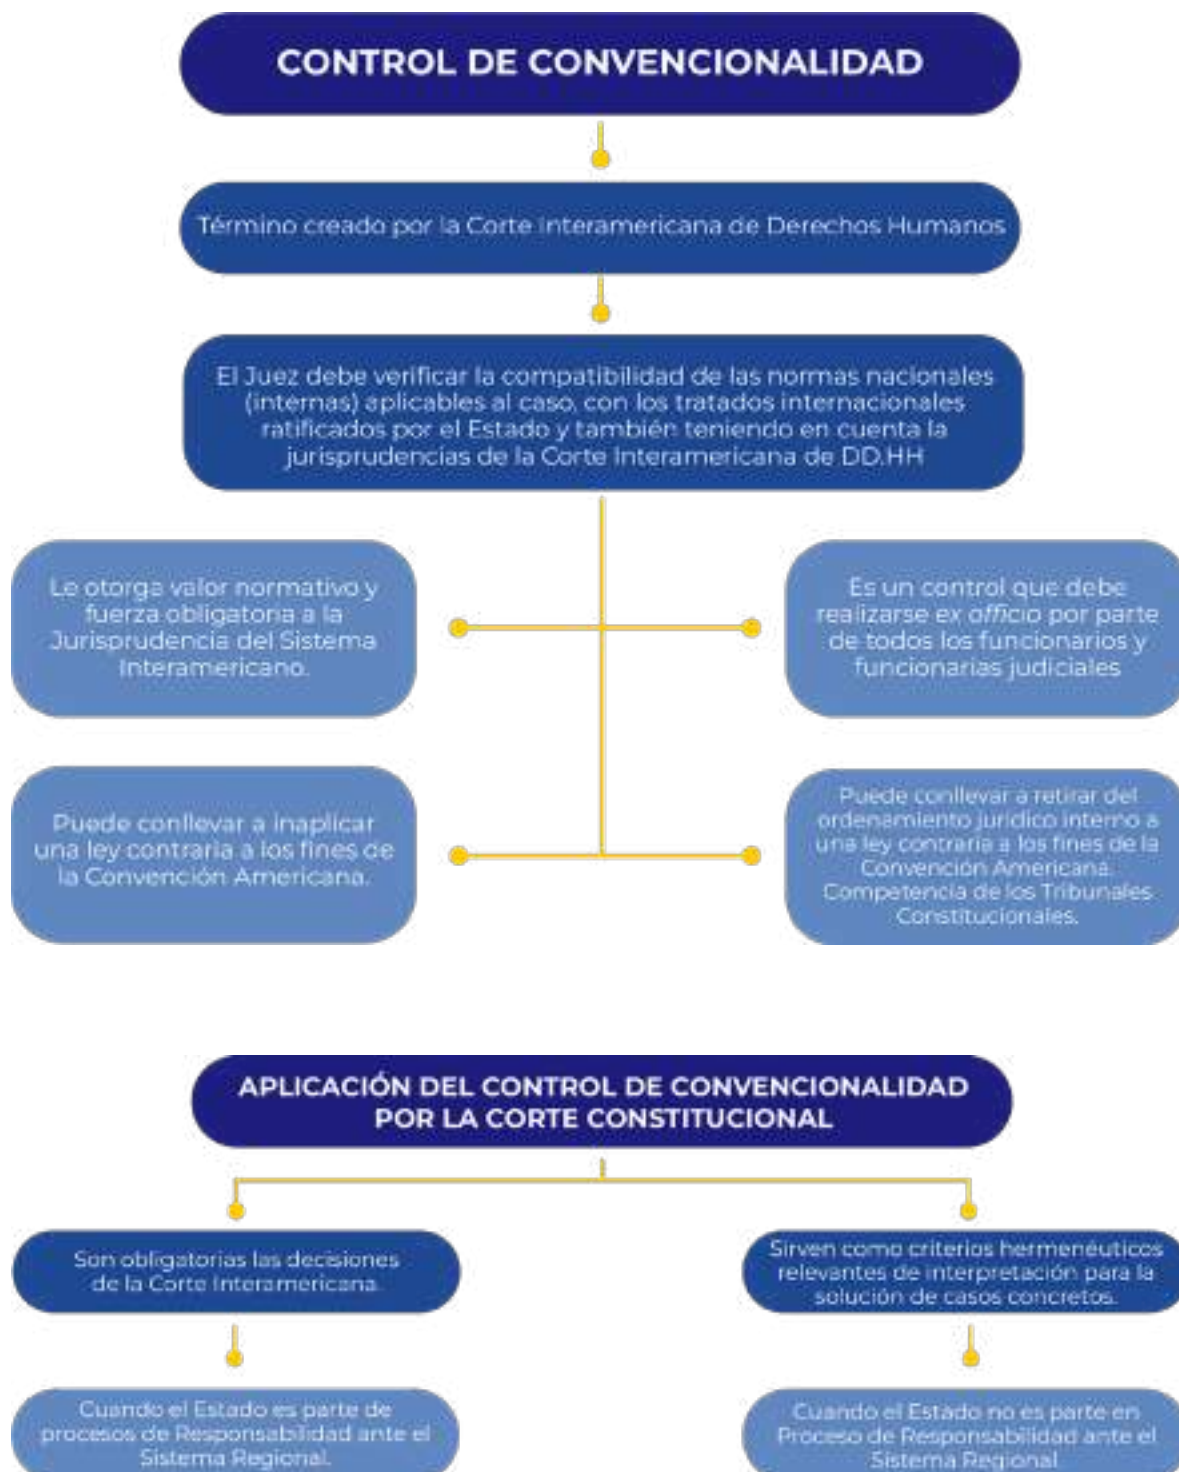 CONTROL DE CONVENCIONALIDAD
Término creado por la Corte Interamericana de Derechos Humanos
El Juez debe verificar la compatibilidad de las normas nacionales
(internas) aplicables al caso, con los tratados internacionales
ratificados por el Estado y también teniendo en cuenta la
jurisprudencias de la Corte Interamericana de DD.HH
Le otorga valor normativo y
fuerza obligatoria a la
Jurisprudencia del Sistema
Interamericano.
Es un control que debe
realizarse ex officio por parte
de todos los funcionarios y
funcionarias judiciales
Puede conllevar a inaplicar
una ley contraria a los fines de
la Convención Americana.
Puede conllevar a retirar del
ordenamiento jurídico interno a
una ley contraria a los fines de la
Convención Americana.
Competencia de los Tribunales
Constitucionales.
APLICACIÓN DEL CONTROL DE CONVENCIONALIDAD
POR LA CORTE CONSTITUCIONAL
Son obligatorias las decisiones
de la Corte Interamericana.
Sirven como criterios hermenéuticos
relevantes de interpretación para la
solución de casos concretos.
Cuando el Estado es parte de
procesos de Responsabilidad ante el
Sistema Regional.
Cuando el Estado no es parte en
Proceso de Responsabilidad ante el
Sistema Regional